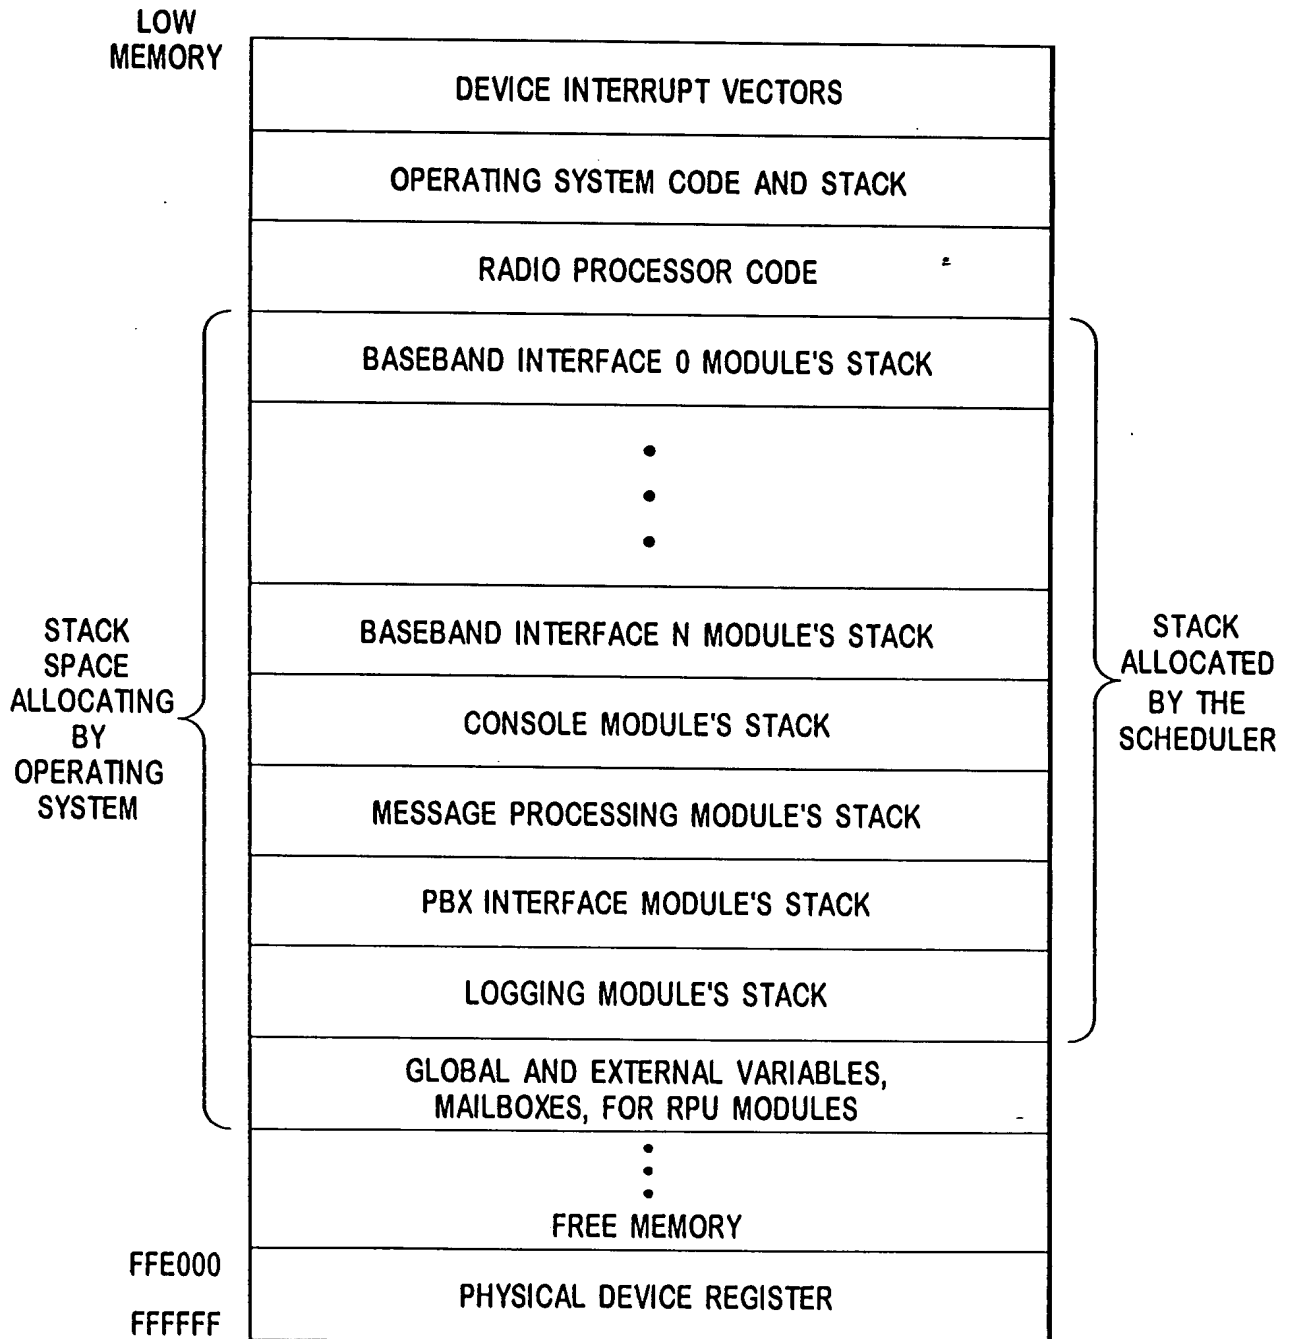 LOW
MEMORY
DEVICE INTERRUPT VECTORS
OPERATING SYSTEM CODE AND STACK
RADIO PROCESSOR CODE
BASEBAND INTERFACE 0 MODULE'S STACK
BASEBAND INTERFACE N MODULE'S STACK
CONSOLE MODULE'S STACK
MESSAGE PROCESSING MODULE'S STACK
PBX INTERFACE MODULE'S STACK
LOGGING MODULE'S STACK
GLOBAL AND EXTERNAL VARIABLES,
MAILBOXES, FOR RPU MODULES
FREE MEMORY
PHYSICAL DEVICE REGISTER
FFE000
FFFFFF
STACK
SPACE
ALLOCATING
BY
OPERATING
SYSTEM
STACK
ALLOCATED
BY THE
SCHEDULER